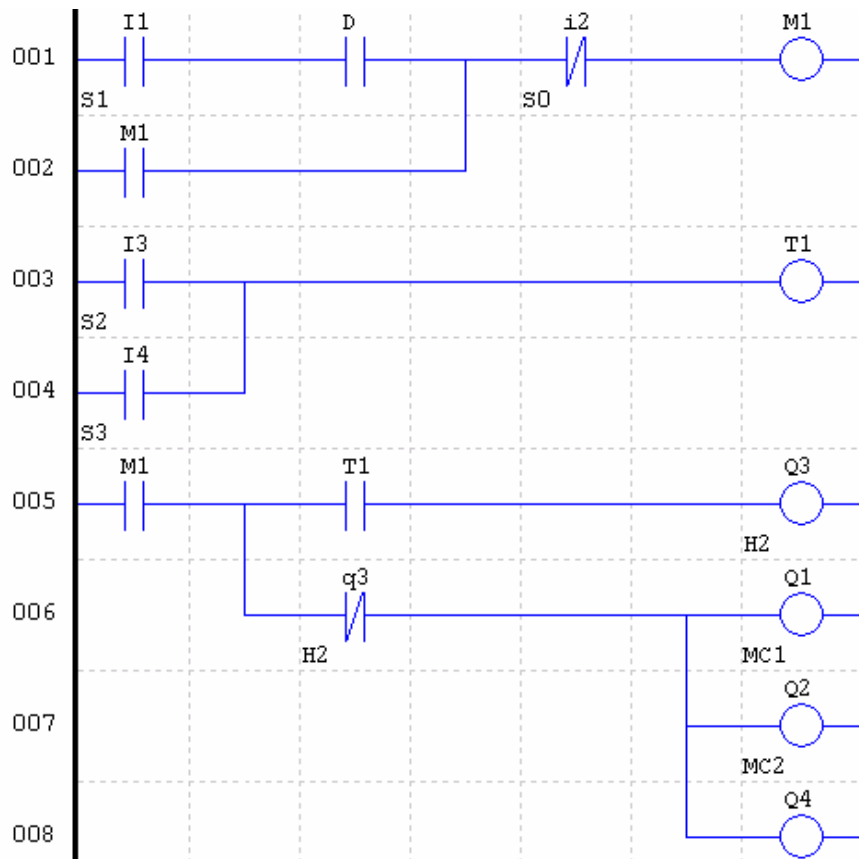 I1 D i2 M1
001
S1 S0
M1
002
I3 T1
003
S2
I4
004
S3
M1 T1 Q3
005
H2
q3 Q1
006
H2 MC1
Q2
007
MC2
Q4
008